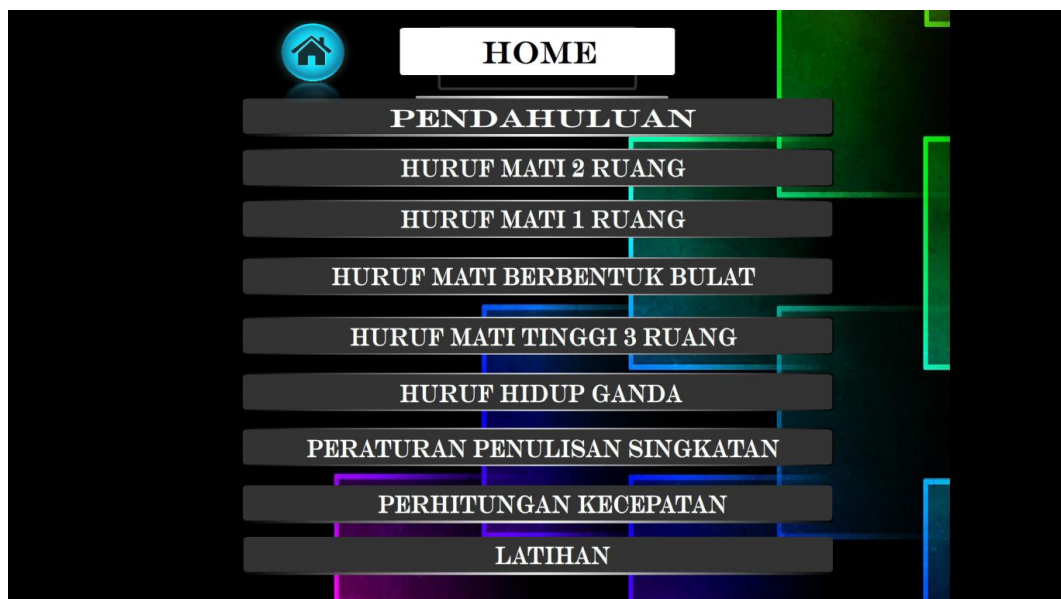 HOME
PENDAHULUAN
HURUF MATI 2 RUANG
HURUF MATI 1 RUANG
HURUF MATI BERBENTUK BULAT
HURUF MATI TINGGI 3 RUANG
HURUF HIDUP GANDA
PERATURAN PENULISAN SINGKATAN
PERHITUNGAN KECEPATAN
LATIHAN